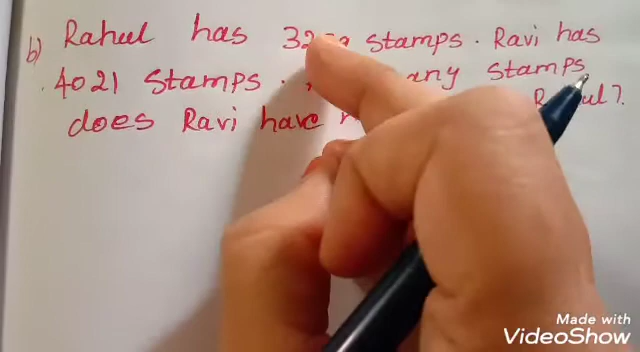 b) Rahul has stamps. Ravi has
4021 stamps. any stamps
does Ravi have
Made with
VideoShow